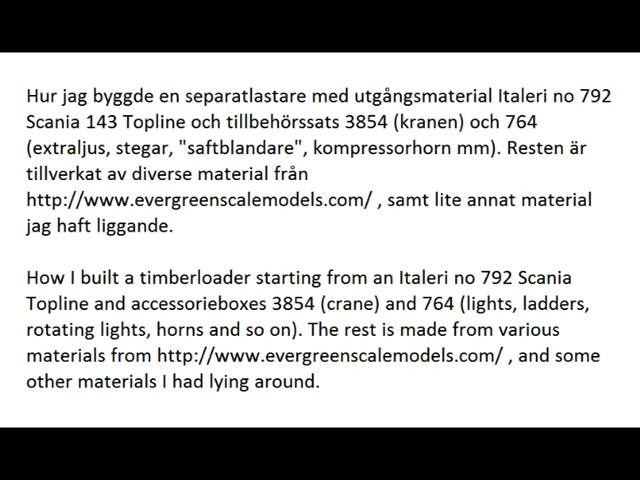 Hur jag byggde en separatlastare med utgångsmaterial Italeri no 792
Scania 143 Topline och tillbehörssats 3854 (kranen) och 764
(extraljus, stegar, "saftblandare", kompressorhorn mm). Resten är
tillverkat av diverse material från
http://www.evergreenscalemodels.com/ , samt lite annat material
jag haft liggande.
How I built a timberloader starting from an Italeri no 792 Scania
Topline and accessorieboxes 3854 (crane) and 764 (lights, ladders,
rotating lights, horns and so on). The rest is made from various
materials from http://www.evergreenscalemodels.com/ , and some
other materials I had lying around.